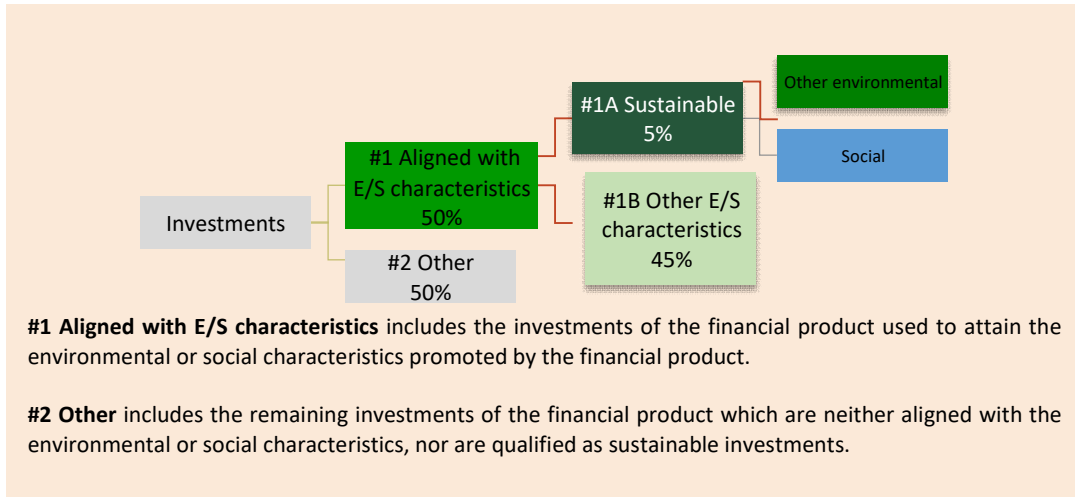 Other environmental
#1A Sustainable
5%
Social
#1 Aligned with
E/S characteristics
50%
#1B Other E/S
characteristics
45%
Investments
#2 Other
50%
#1 Aligned with E/S characteristics includes the investments of the financial product used to attain the
environmental or social characteristics promoted by the financial product.
#2 Other includes the remaining investments of the financial product which are neither aligned with the
environmental or social characteristics, nor are qualified as sustainable investments.